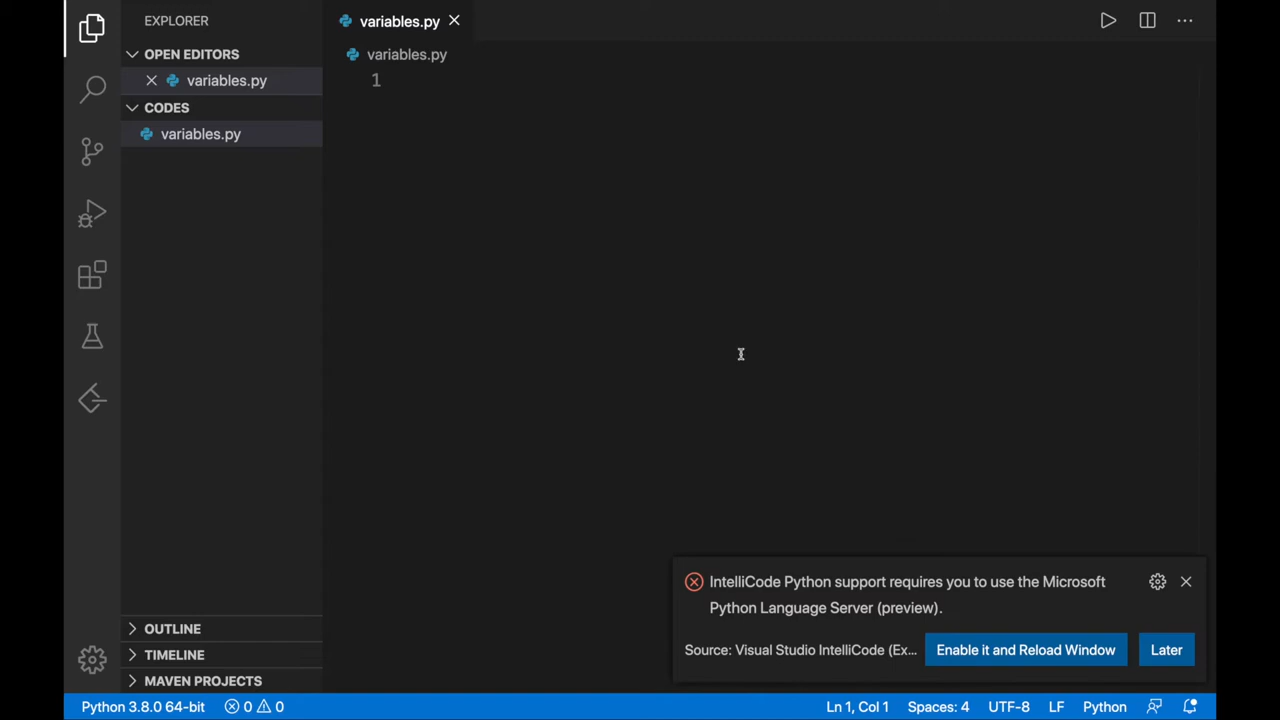 EXPLORER
OPEN EDITORS
variables.py
CODES
variables.py
OUTLINE
TIMELINE
MAVEN PROJECTS
variables.py
variables.py
1
IntelliCode Python support requires you to use the Microsoft
Python Language Server (preview).
Source: Visual Studio IntelliCode (Ex...
Enable it and Reload Window
Later
Python 3.8.0 64-bit
0
0
Ln 1, Col 1
Spaces: 4
UTF-8
LF
Python